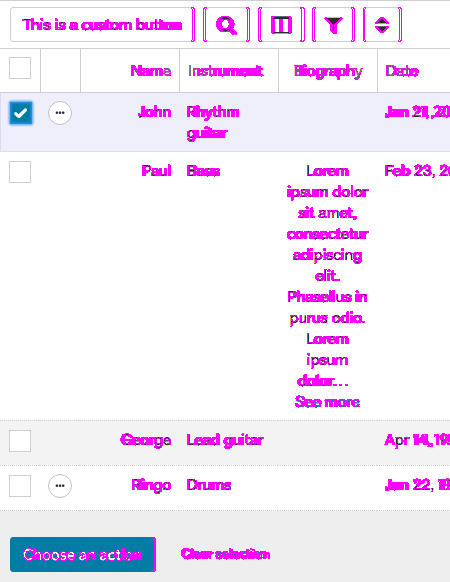 This is a custom button
Name Instrument Biography Date
John Rhythm guitar Jan 21, 20
Paul Bass Lorem Feb 23, 20
ipsum dolor
sit amet,
consectetur
adipiscing
elit.
Phasellus in
purus odio.
Lorem
ipsum
dolor…
See more
George Lead guitar Apr 14, 19
Ringo Drums Jan 22, 19
Choose an action Clear selection